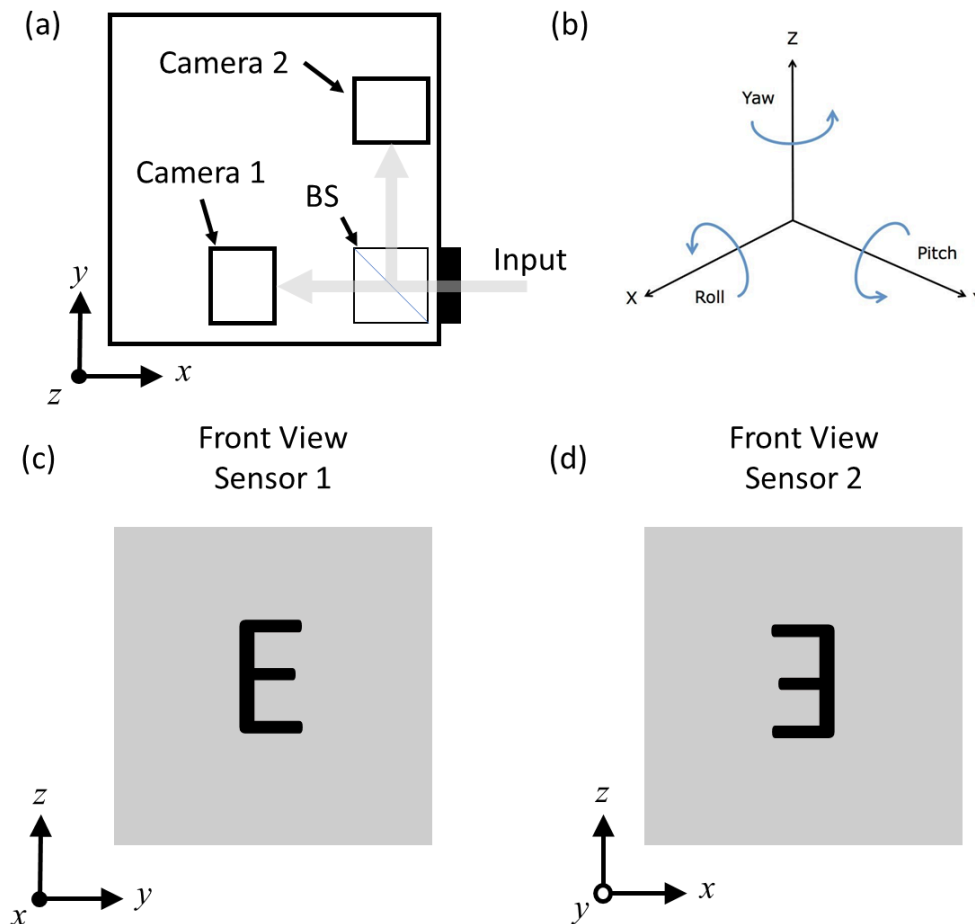 (a)
Camera 2
Camera 1
BS
Input
y
x
z
(b)
Z
Yaw
Pitch
X
Roll
(c)
Front View
Sensor 1
E
z
x
y
(d)
Front View
Sensor 2
z
y
x